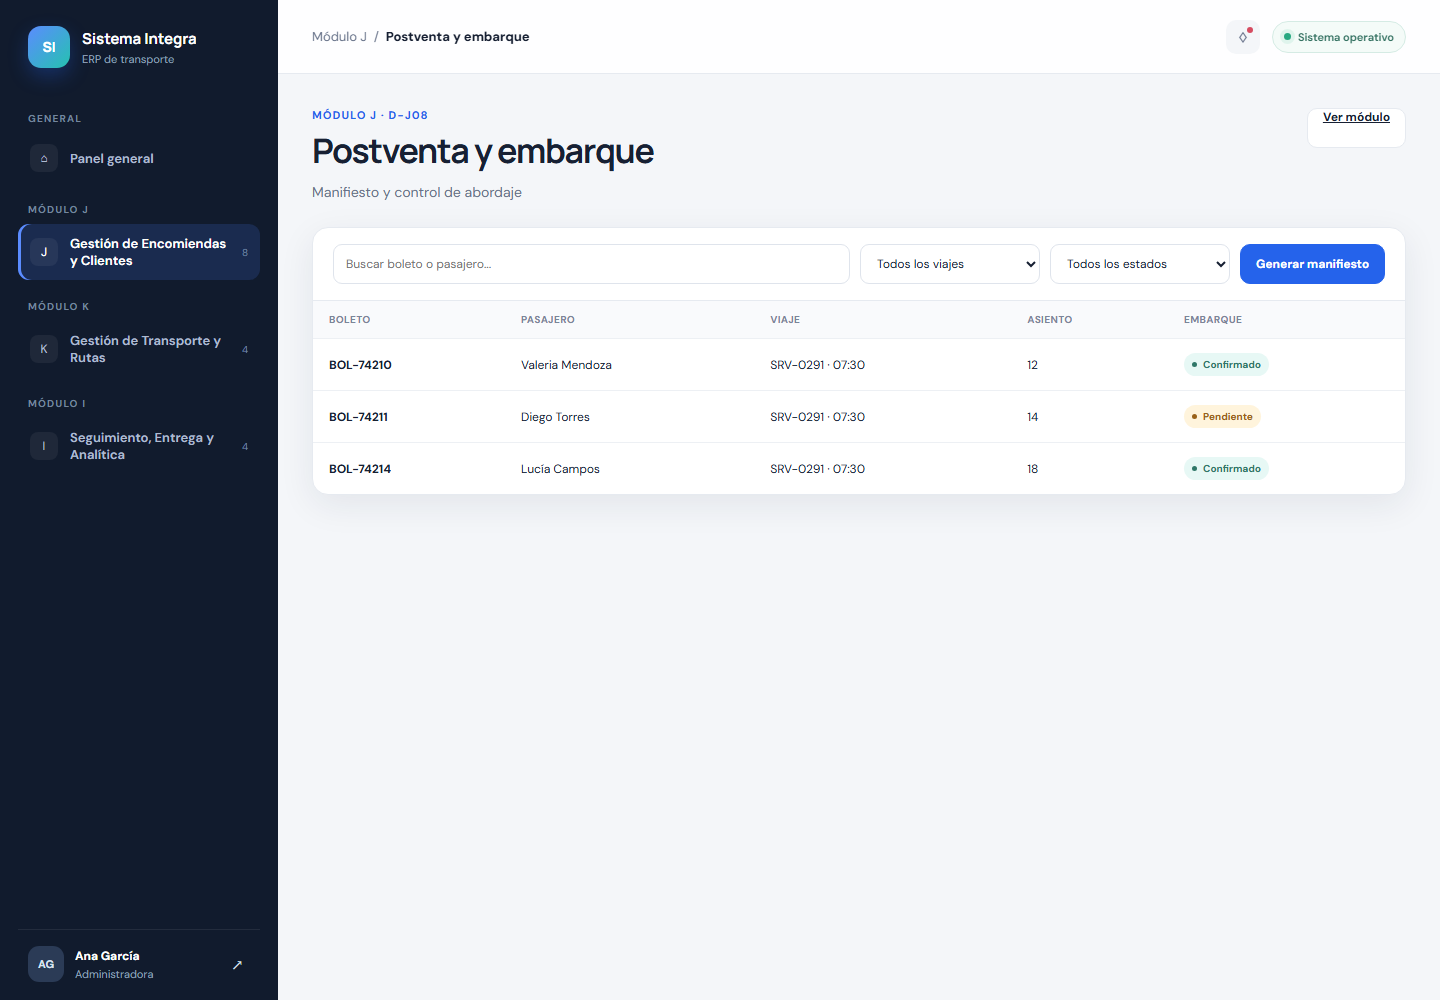 SI
Sistema Integra
ERP de transporte
GENERAL
Panel general
MÓDULO J
J
Gestión de Encomiendas
y Clientes
8
MÓDULO K
K
Gestión de Transporte y
Rutas
4
MÓDULO I
I
Seguimiento, Entrega y
Analítica
4
AG
Ana García
Administradora
Módulo J / Postventa y embarque
Sistema operativo
MÓDULO J · D-J08
Postventa y embarque
Manifiesto y control de abordaje
Ver módulo
Buscar boleto o pasajero...
Todos los viajes
Todos los estados
Generar manifiesto
BOLETO PASAJERO VIAJE ASIENTO EMBARQUE
BOL-74210 Valeria Mendoza SRV-0291 · 07:30 12 Confirmado
BOL-74211 Diego Torres SRV-0291 · 07:30 14 Pendiente
BOL-74214 Lucía Campos SRV-0291 · 07:30 18 Confirmado